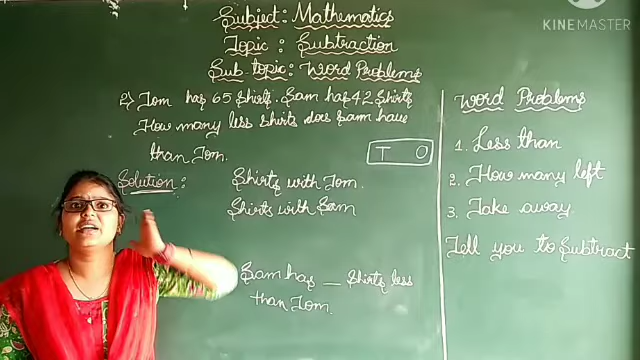 Subject: Mathematics
Topic: Subtraction
Sub topic: Word Problems
2) Tom has 65 Shirts. Sam has 42 Shirts
How many less Shirts does Sam have
than Tom.
T O
Solution:
Shirts with Tom.
Shirts with Sam
Sam has __ Shirts less
than Tom.
Word Problems
1. Less than
2. How many left
3. Take away
Tell you to Subtract
KINEMASTER